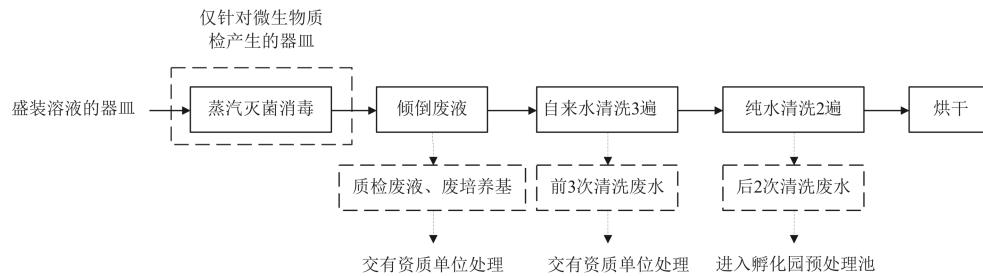 仅针对微生物质
检产生的器皿
盛装溶液的器皿
蒸汽灭菌消毒
倾倒废液
自来水清洗3遍
纯水清洗2遍
烘干
质检废液、废培养基
前3次清洗废水
后2次清洗废水
交有资质单位处理
交有资质单位处理
进入孵化园预处理池